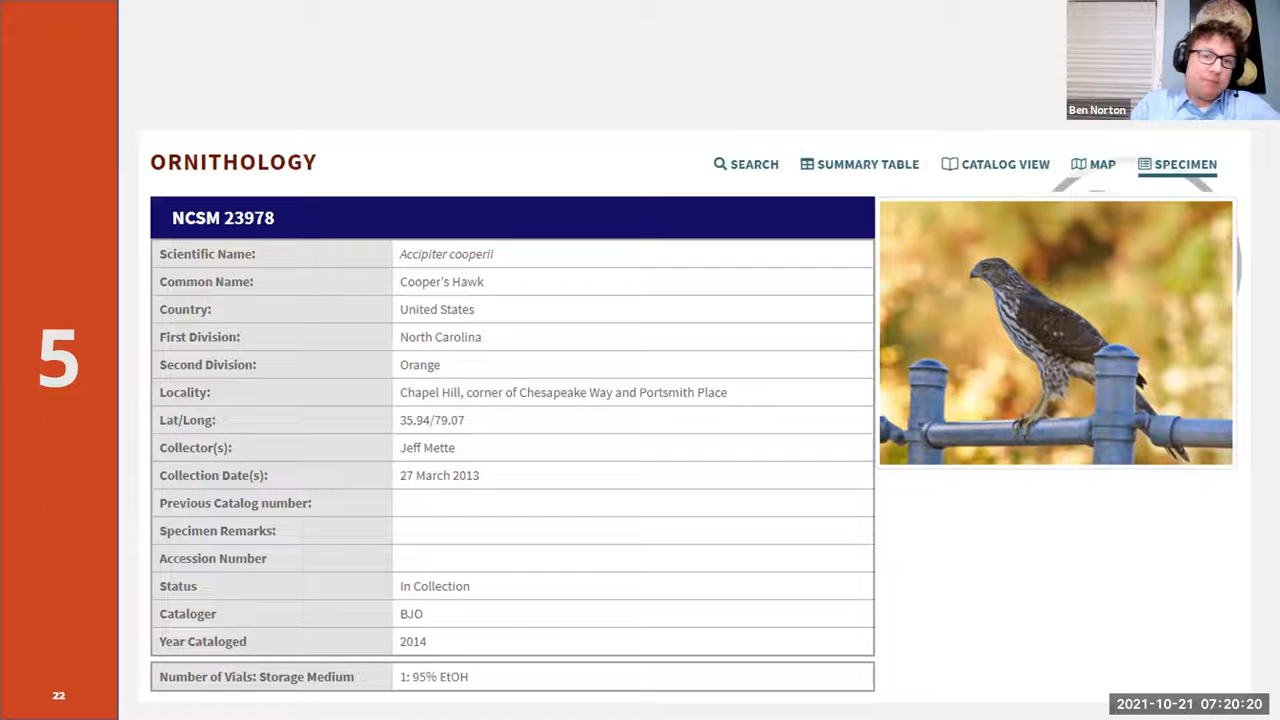 Ben Norton
ORNITHOLOGY
SEARCH SUMMARY TABLE CATALOG VIEW MAP SPECIMEN
NCSM 23978
Scientific Name: Accipiter cooperii
Common Name: Cooper's Hawk
Country: United States
First Division: North Carolina
Second Division: Orange
Locality: Chapel Hill, corner of Chesapeake Way and Portsmith Place
Lat/Long: 35.94/79.07
Collector(s): Jeff Mette
Collection Date(s): 27 March 2013
Previous Catalog number:
Specimen Remarks:
Accession Number
Status In Collection
Cataloger BJO
Year Cataloged 2014
Number of Vials: Storage Medium 1: 95% EtOH
5
22
2021-10-21 07:20:20